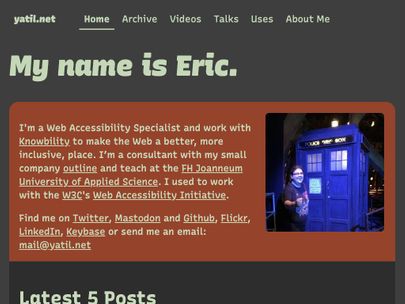 yatil.net Home Archive Videos Talks Uses About Me
My name is Eric.
I'm a Web Accessibility Specialist and work with
Knowbility to make the Web a better, more
inclusive, place. I'm a consultant with my small
company outline and teach at the FH Joanneum
University of Applied Science. I used to work
with the W3C's Web Accessibility Initiative.
Find me on Twitter, Mastodon and Github, Flickr,
LinkedIn, Keybase or send me an email:
mail@yatil.net
POLICE BOX
Latest 5 Posts